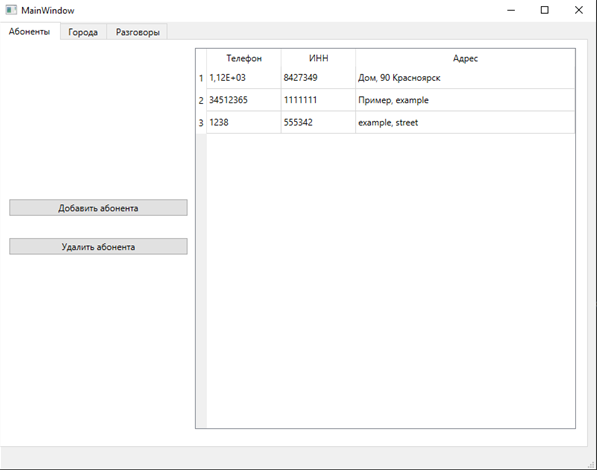 MainWindow
Абоненты Города Разговоры
Телефон ИНН Адрес
1 1,12E+03 8427349 Дом, 90 Красноярск
2 34512365 1111111 Пример, example
3 1238 555342 example, street
Добавить абонента
Удалить абонента